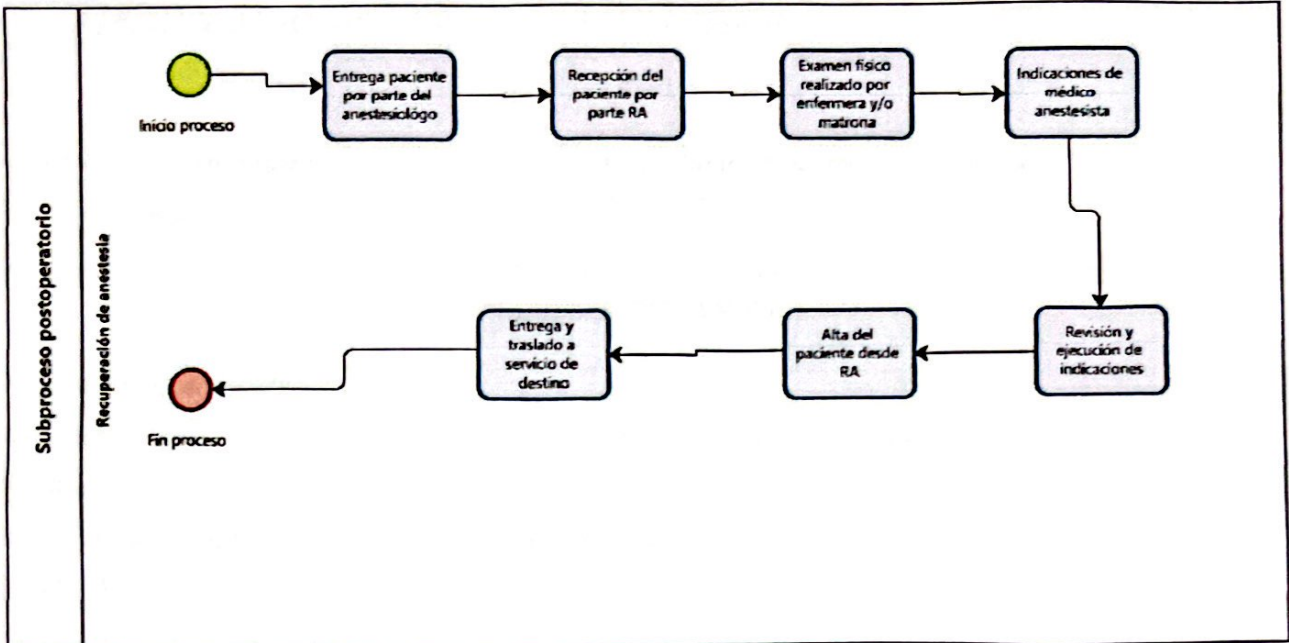 Subproceso postoperatorio
Recuperación de anestesia
Inicio proceso
Entrega paciente
por parte del
anestesiológo
Recepción del
paciente por
parte RA
Examen físico
realizado por
enfermera y/o
matrona
Indicaciones de
médico
anestesista
Revisión y
ejecución de
indicaciones
Alta del
paciente desde
RA
Entrega y
traslado a
servicio de
destino
Fin proceso